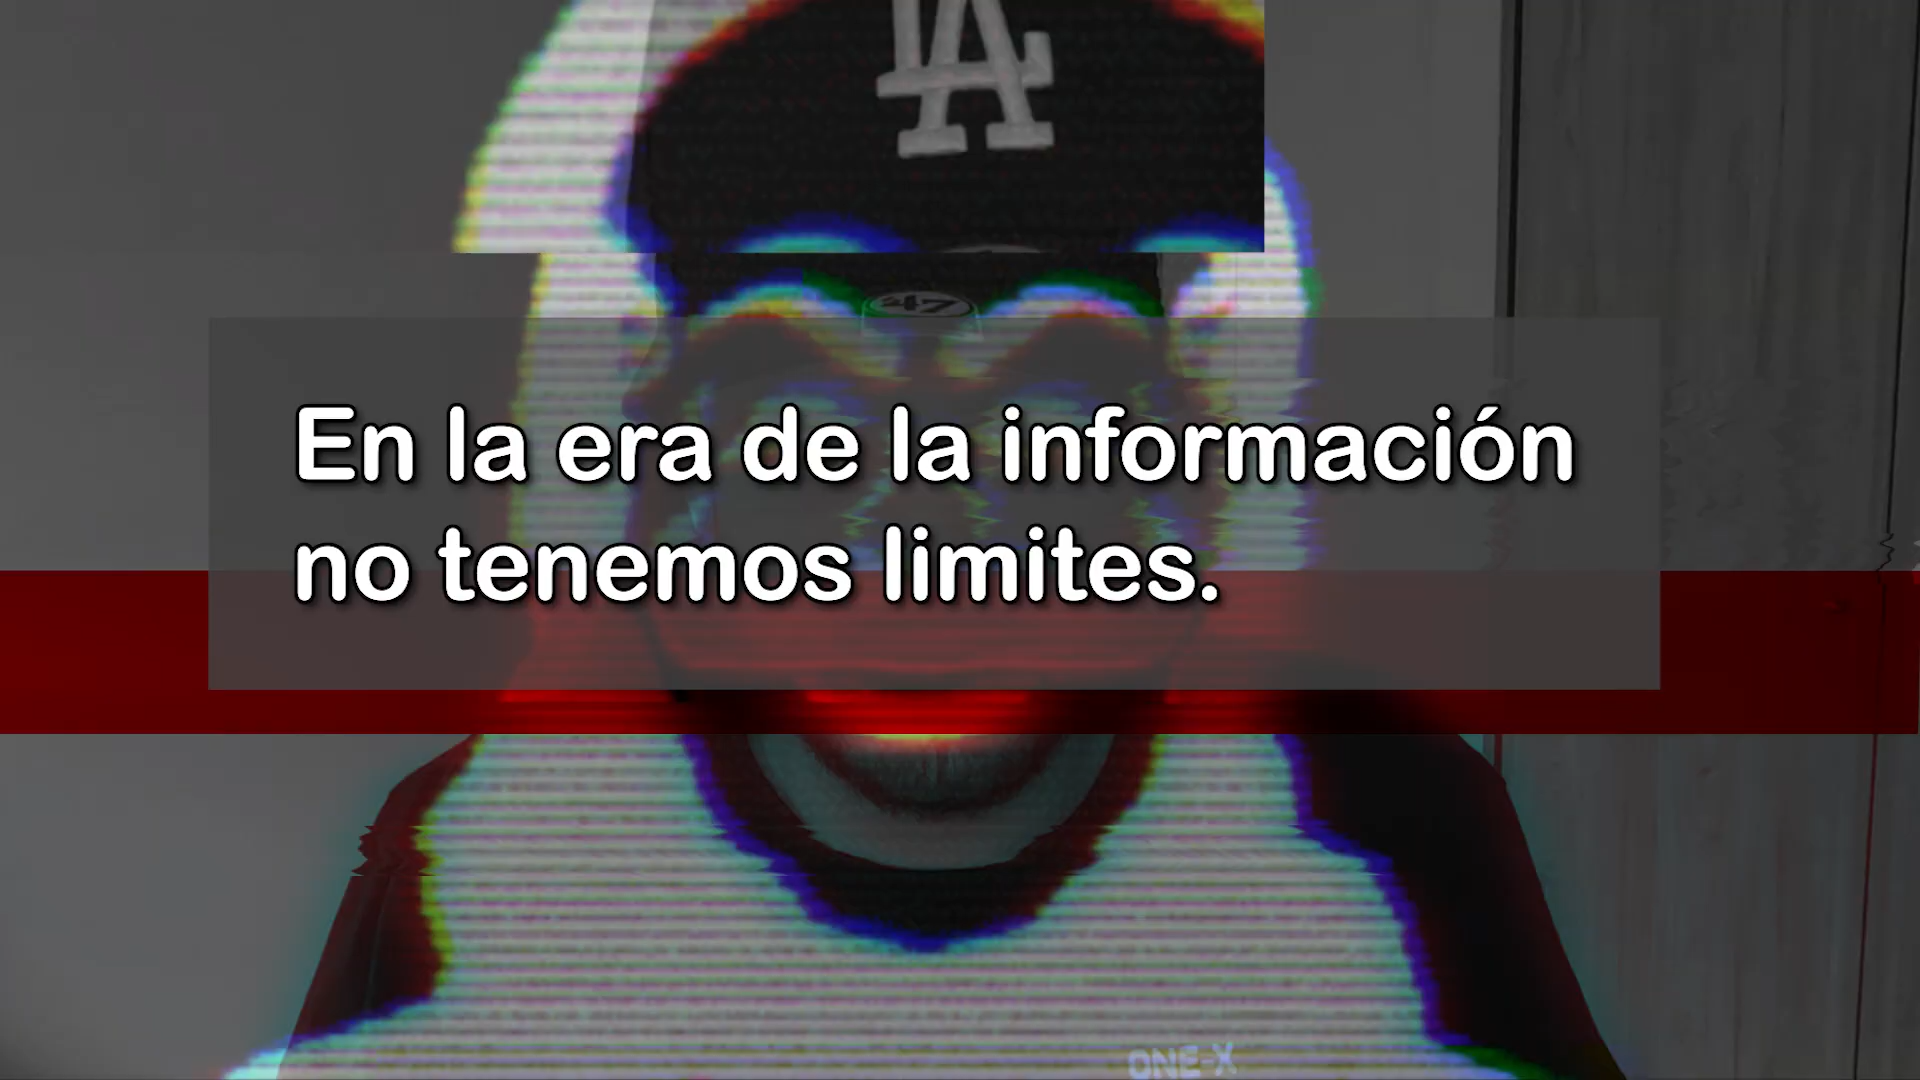 LA
47
En la era de la información
no tenemos limites.
ONE-X